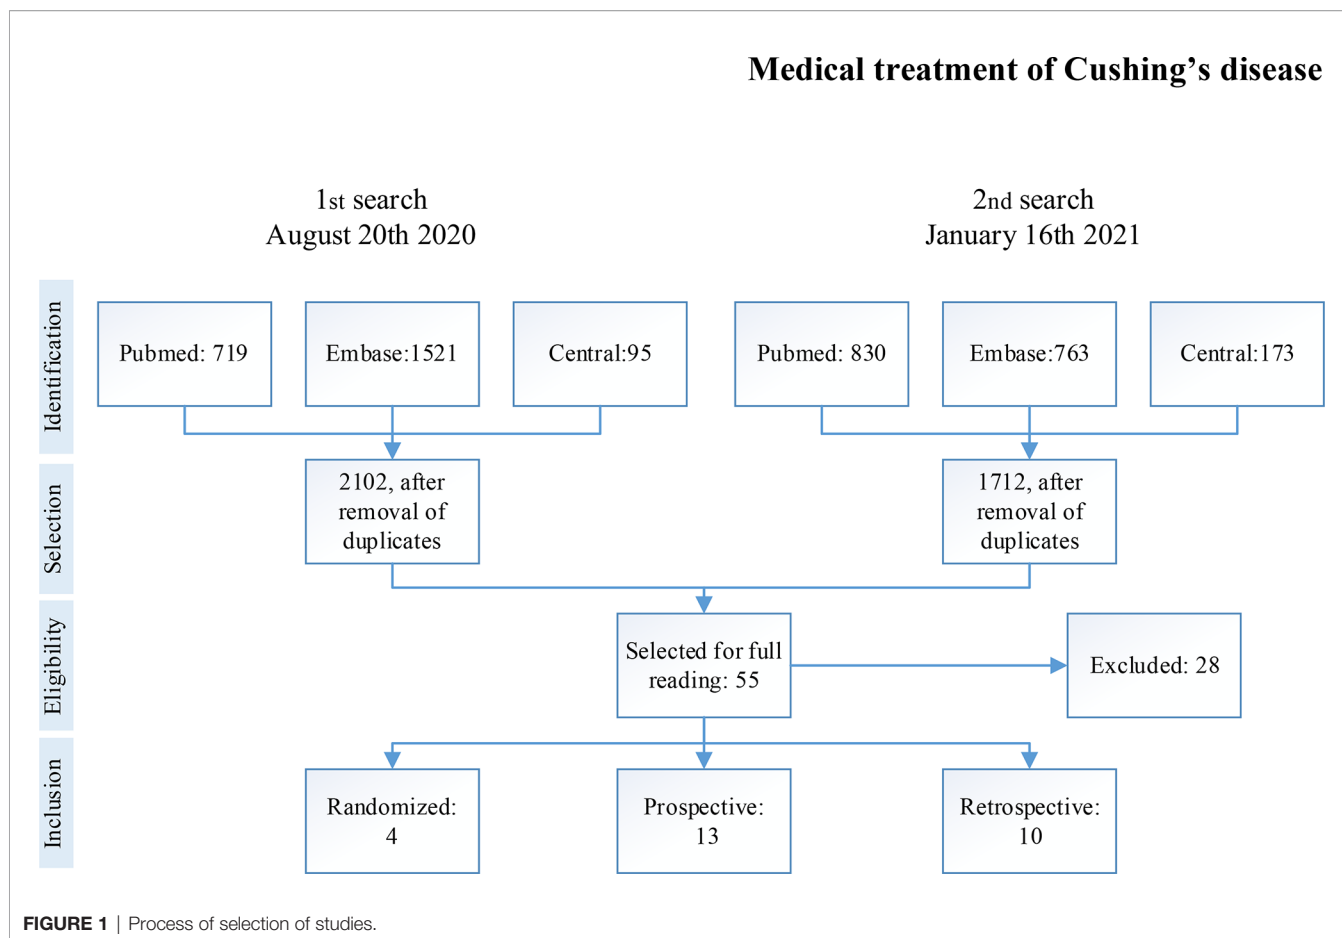 Medical treatment of Cushing’s disease
1st search
August 20th 2020
2nd search
January 16th 2021
Identification
Pubmed: 719
Embase:1521
Central:95
Pubmed: 830
Embase:763
Central:173
Selection
2102, after
removal of
duplicates
1712, after
removal of
duplicates
Eligibility
Selected for full
reading: 55
Excluded: 28
Inclusion
Randomized:
4
Prospective:
13
Retrospective:
10
FIGURE 1 | Process of selection of studies.